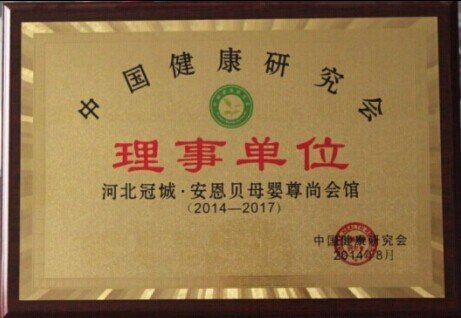 中国健康研究会
理事单位
河北冠城·安恩贝母婴尊尚会馆
（2014—2017）
中国健康研究会
2014年8月